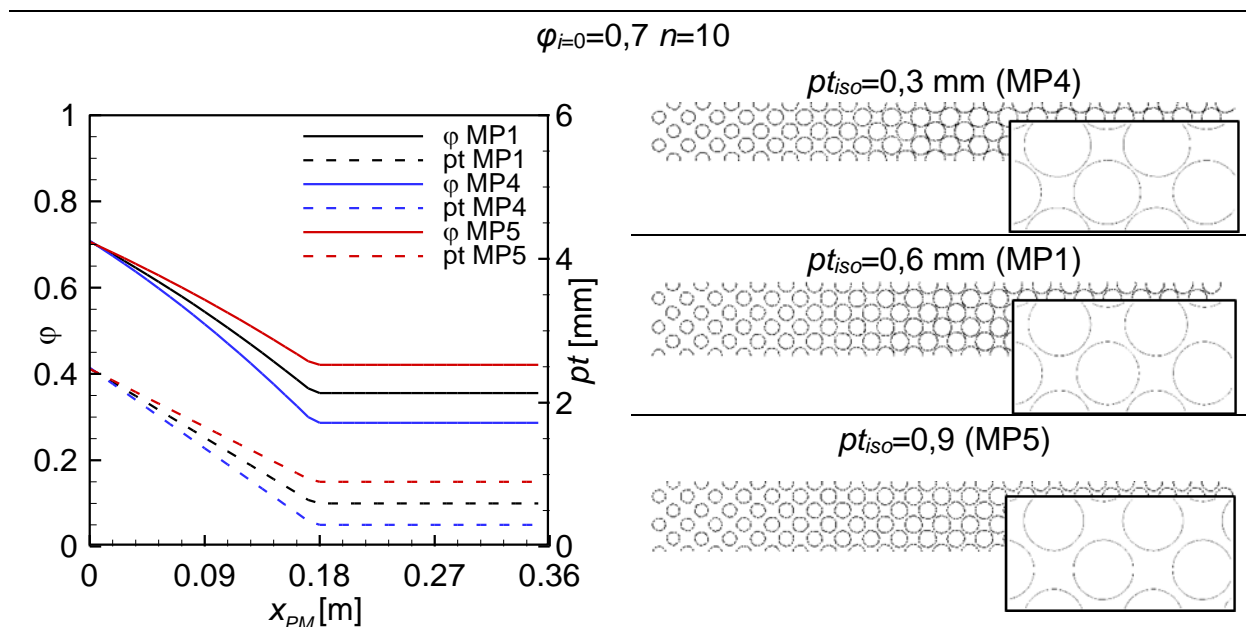 φi=0=0,7 n=10
1
0.8
0.6
0.4
0.2
0
φ
φ MP1
pt MP1
φ MP4
pt MP4
φ MP5
pt MP5
6
4
2
0
pt [mm]
0
0.09
0.18
0.27
0.36
xPM [m]
ptiso=0,3 mm (MP4)
ptiso=0,6 mm (MP1)
ptiso=0,9 (MP5)